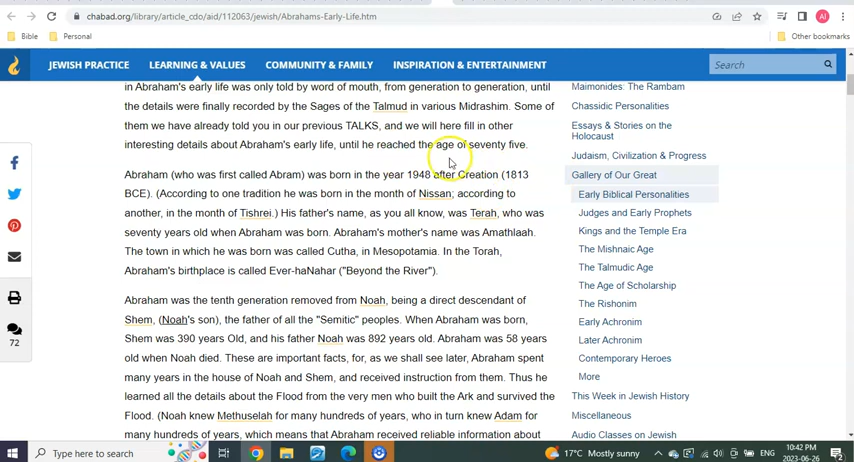 chabad.org/library/article_cdo/aid/112063/jewish/Abrahams-Early-Life.htm
AI
Bible
Personal
Other bookmarks
JEWISH PRACTICE
LEARNING & VALUES
COMMUNITY & FAMILY
INSPIRATION & ENTERTAINMENT
Search
in Abraham's early life was only told by word of mouth, from generation to generation, until
the details were finally recorded by the Sages of the Talmud in various Midrashim. Some of
them we have already told you in our previous TALKS, and we will here fill in other
interesting details about Abraham's early life, until he reached the age of seventy five.
Abraham (who was first called Abram) was born in the year 1948 after Creation (1813
BCE). (According to one tradition he was born in the month of Nissan; according to
another, in the month of Tishrei.) His father's name, as you all know, was Terah, who was
seventy years old when Abraham was born. Abraham's mother's name was Amathlaah.
The town in which he was born was called Cutha, in Mesopotamia. In the Torah,
Abraham's birthplace is called Ever-haNahar ("Beyond the River").
Abraham was the tenth generation removed from Noah, being a direct descendant of
Shem, (Noah's son), the father of all the "Semitic" peoples. When Abraham was born,
Shem was 390 years Old, and his father Noah was 892 years old. Abraham was 58 years
old when Noah died. These are important facts, for, as we shall see later, Abraham spent
many years in the house of Noah and Shem, and received instruction from them. Thus he
learned all the details about the Flood from the very men who built the Ark and survived the
Flood. (Noah knew Methuselah for many hundreds of years, who in turn knew Adam for
many hundreds of years, which means that Abraham received reliable information about
72
Maimonides: The Rambam
Chassidic Personalities
Essays & Stories on the
Holocaust
Judaism, Civilization & Progress
Gallery of Our Great
Early Biblical Personalities
Judges and Early Prophets
Kings and the Temple Era
The Mishnaic Age
The Talmudic Age
The Age of Scholarship
The Rishonim
Early Achronim
Later Achronim
Contemporary Heroes
More
This Week in Jewish History
Miscellaneous
Audio Classes on Jewish
Type here to search
17°C Mostly sunny
ENG
10:42 PM
2023-06-26
2